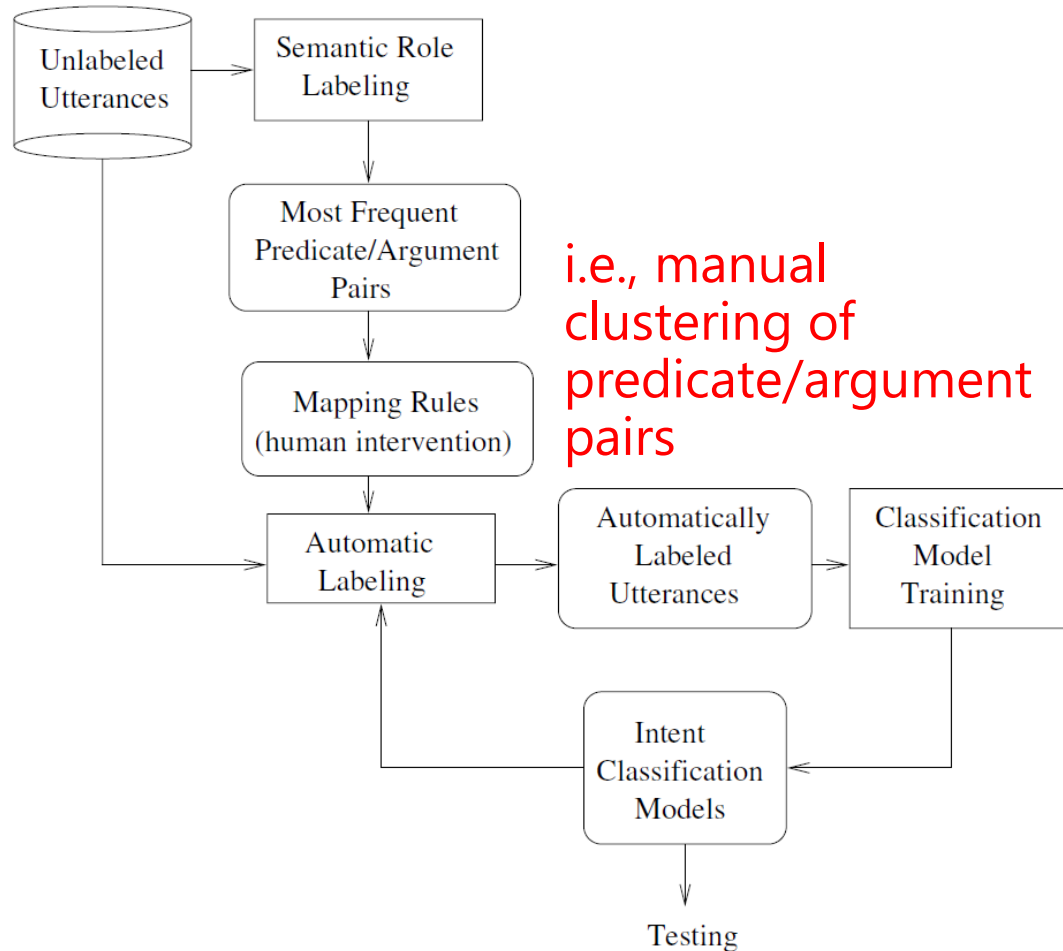 Unlabeled
Utterances
Semantic Role
Labeling
Most Frequent
Predicate/Argument
Pairs
i.e., manual
clustering of
predicate/argument
pairs
Mapping Rules
(human intervention)
Automatic
Labeling
Automatically
Labeled
Utterances
Classification
Model
Training
Intent
Classification
Models
Testing